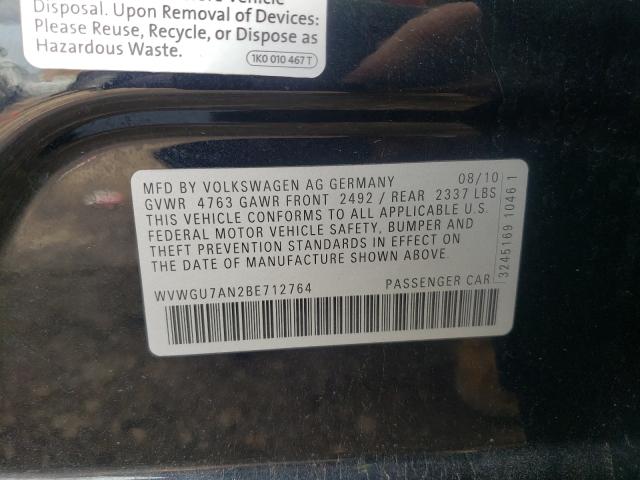 Vehicle
Disposal. Upon Removal of Devices:
Please Reuse, Recycle, or Dispose as
Hazardous Waste.
1K0 010 467 T
MFD BY VOLKSWAGEN AG GERMANY 08/10
GVWR 4763 GAWR FRONT 2492 / REAR 2337 LBS
THIS VEHICLE CONFORMS TO ALL APPLICABLE U.S.
FEDERAL MOTOR VEHICLE SAFETY, BUMPER AND
THEFT PREVENTION STANDARDS IN EFFECT ON
THE DATE OF MANUFACTURE SHOWN ABOVE.
WVWGU7AN2BE712764 PASSENGER CAR
3245169 1046 1